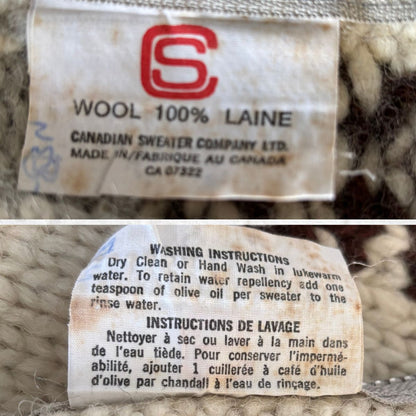 CS
WOOL 100% LAINE
CANADIAN SWEATER COMPANY LTD.
MADE IN/FABRIQUE AU CANADA
CA 07322
WASHING INSTRUCTIONS
Dry Clean or Hand Wash in lukewarm
water. To retain water repellency add one
teaspoon of olive oil per sweater to the
rinse water.
INSTRUCTIONS DE LAVAGE
Nettoyer à sec ou laver à la main dans
de l'eau tiède. Pour conserver l'impermé-
abilité, ajouter 1 cuillerée à café d'huile
d'olive par chandail à l'eau de rinçage.